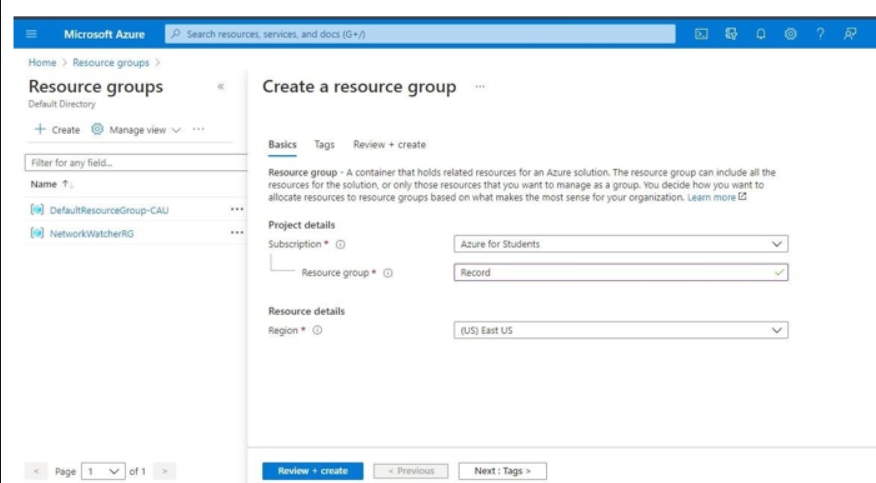 Microsoft Azure
Search resources, services, and docs (G+/)
Home > Resource groups >
Resource groups
«
Default Directory
+ Create
Manage view
...
Filter for any field...
Name ↑↓
DefaultResourceGroup-CAU
...
NetworkWatcherRG
...
< Page 1 of 1 >
Create a resource group
...
Basics Tags Review + create
Resource group - A container that holds related resources for an Azure solution. The resource group can include all the
resources for the solution, or only those resources that you want to manage as a group. You decide how you want to
allocate resources to resource groups based on what makes the most sense for your organization. Learn more
Project details
Subscription *
Azure for Students
Resource group *
Record
Resource details
Region *
(US) East US
Review + create
< Previous
Next : Tags >